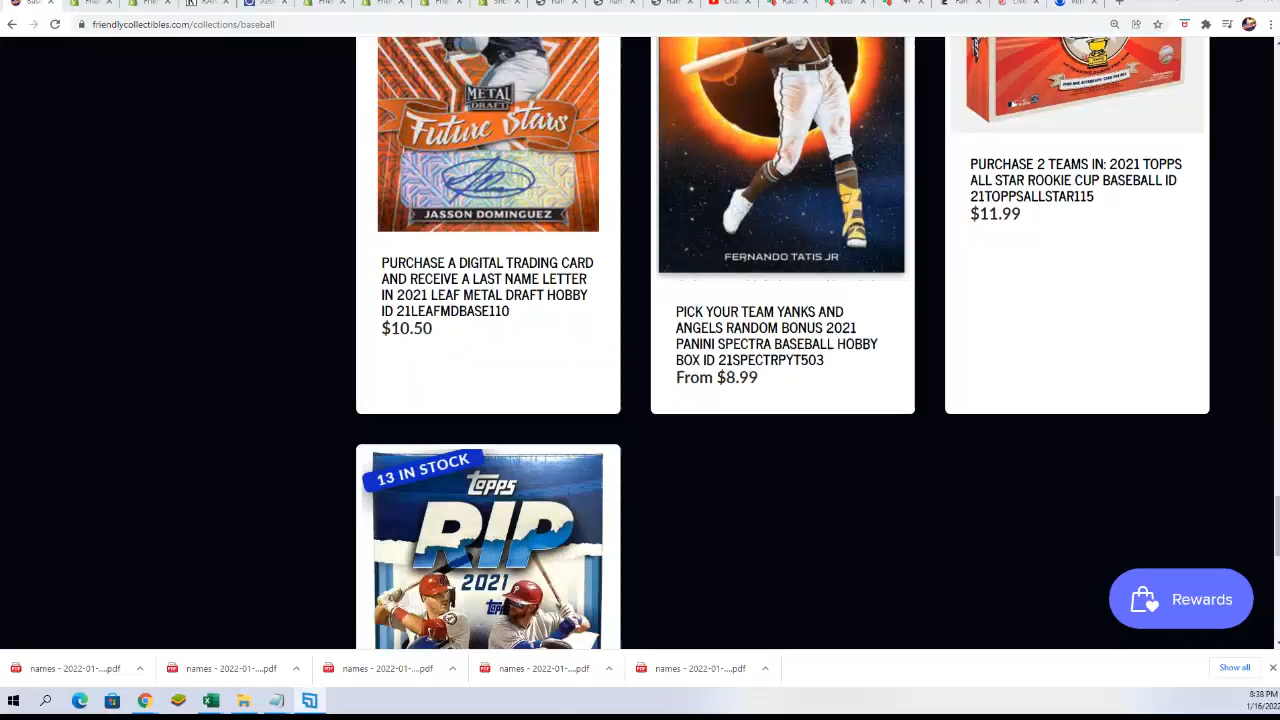 friendlycollectibles.com/collections/baseball
METAL
DRAFT
Future Stars
JASSON DOMINGUEZ
PURCHASE A DIGITAL TRADING CARD
AND RECEIVE A LAST NAME LETTER
IN 2021 LEAF METAL DRAFT HOBBY
ID 21LEAFMDBASE110
$10.50
FERNANDO TATIS JR
PICK YOUR TEAM YANKS AND
ANGELS RANDOM BONUS 2021
PANINI SPECTRA BASEBALL HOBBY
BOX ID 21SPECTRPYT503
From $8.99
PURCHASE 2 TEAMS IN: 2021 TOPPS
ALL STAR ROOKIE CUP BASEBALL ID
21TOPPSALLSTAR115
$11.99
13 IN STOCK
TOPPS
RIP
2021
TOPPS
Rewards
names - 2022-01-....pdf
names - 2022-01-....pdf
names - 2022-01-....pdf
names - 2022-01-....pdf
names - 2022-01-....pdf
Show all
8:38 PM
1/16/2022